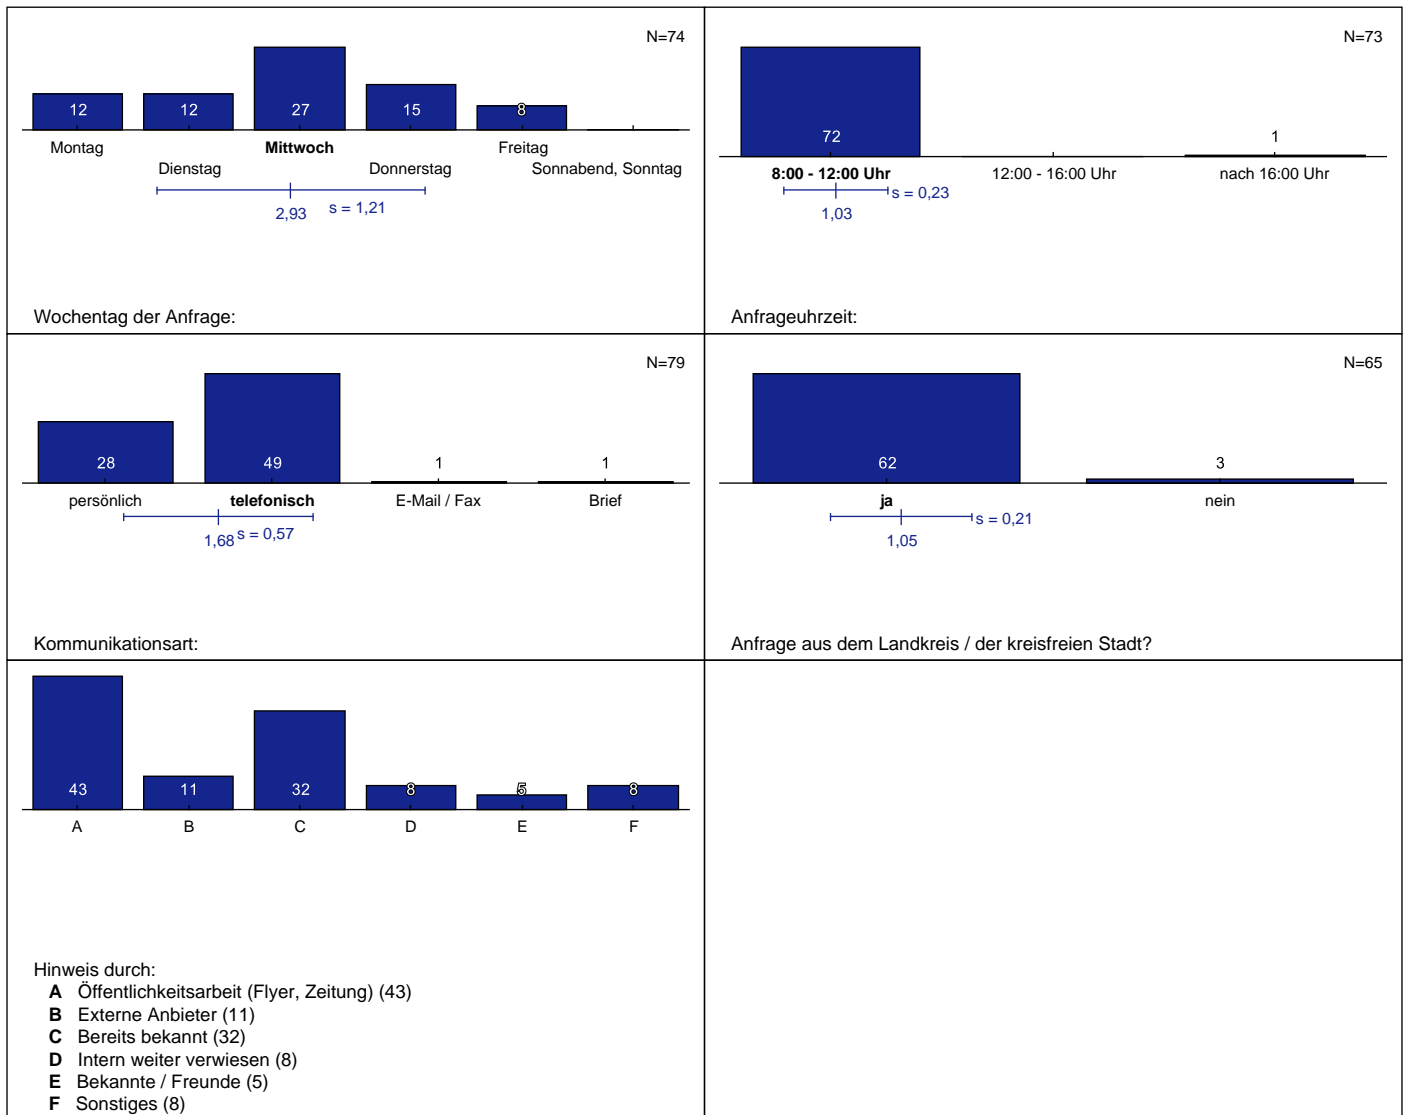 N=74
12 12 27 15 8
Montag Mittwoch Freitag
Dienstag Donnerstag Sonnabend, Sonntag
2,93 s = 1,21
Wochentag der Anfrage:
N=73
72 1
8:00 - 12:00 Uhr 12:00 - 16:00 Uhr nach 16:00 Uhr
s = 0,23
1,03
Anfrageuhrzeit:
N=79
28 49 1 1
persönlich telefonisch E-Mail / Fax Brief
1,68 s = 0,57
Kommunikationsart:
N=65
62 3
ja nein
s = 0,21
1,05
Anfrage aus dem Landkreis / der kreisfreien Stadt?
43 11 32 8 5 8
A B C D E F
Hinweis durch:
A Öffentlichkeitsarbeit (Flyer, Zeitung) (43)
B Externe Anbieter (11)
C Bereits bekannt (32)
D Intern weiter verwiesen (8)
E Bekannte / Freunde (5)
F Sonstiges (8)